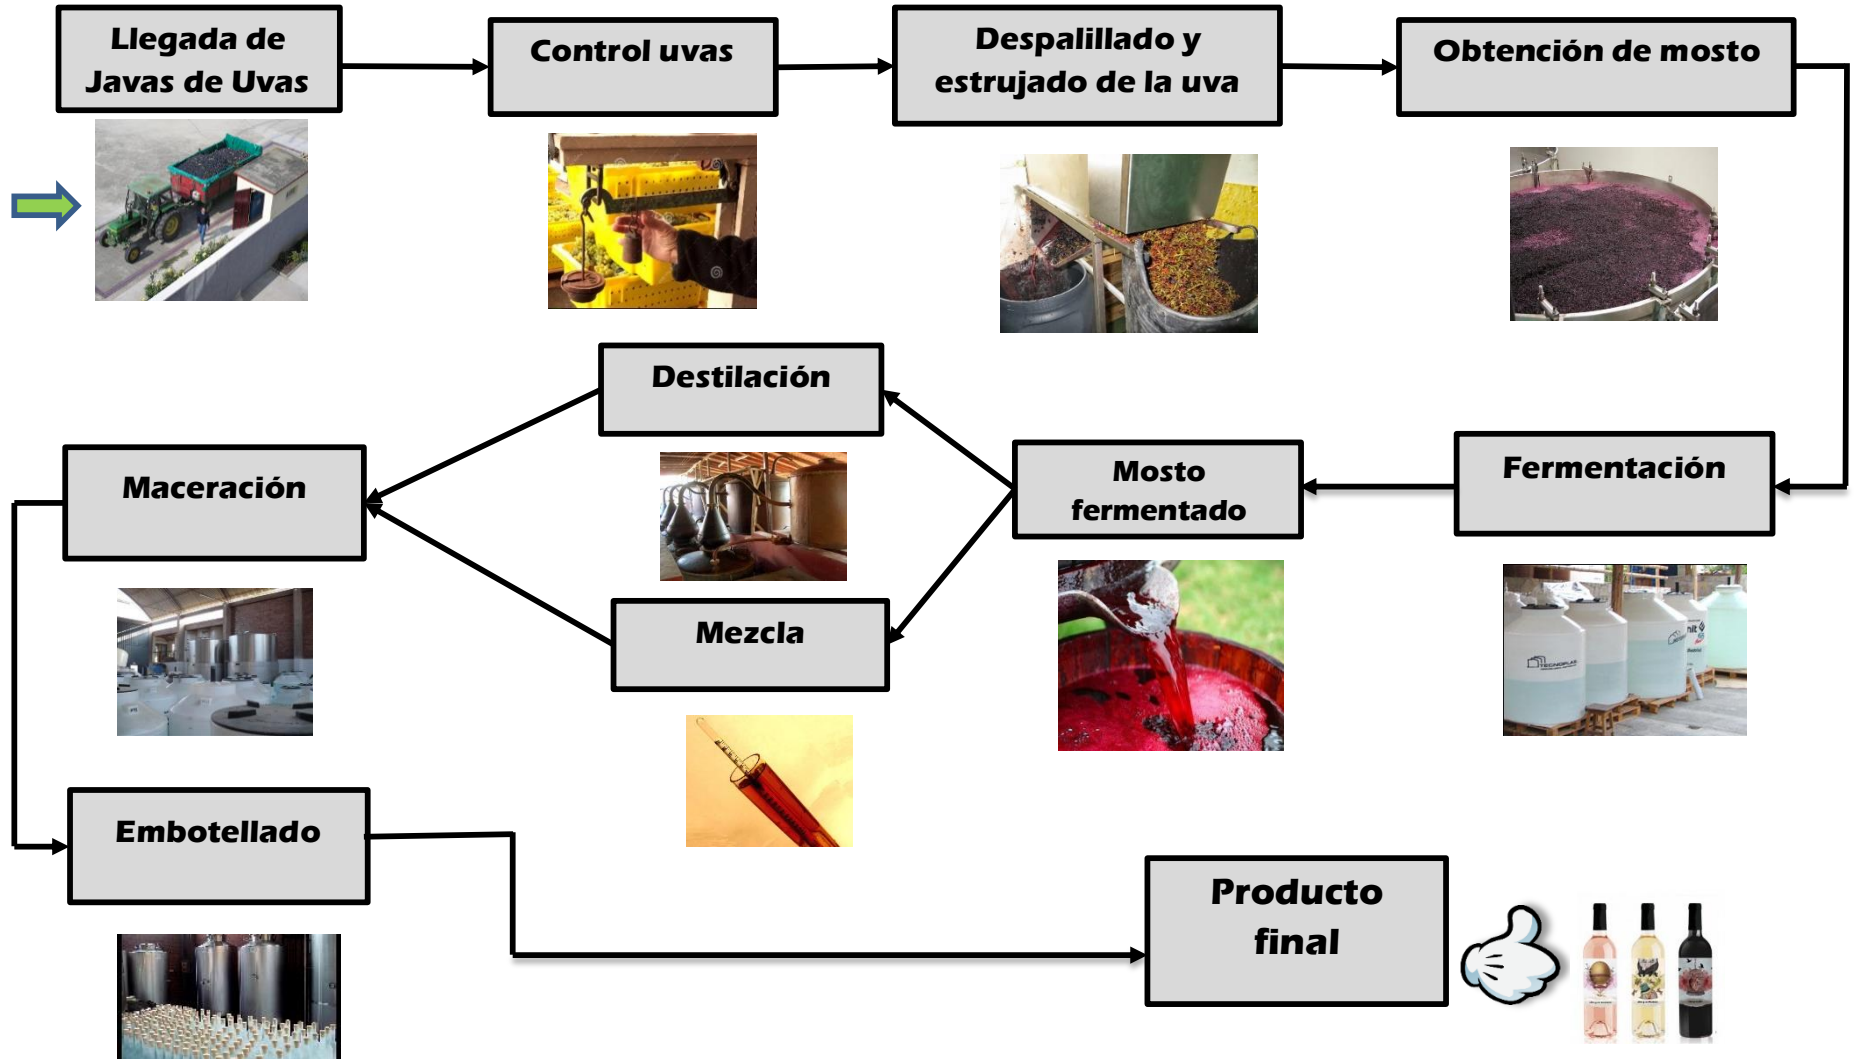 Llegada de
Javas de Uvas
Control uvas
Despalillado y
estrujado de la uva
Obtención de mosto
Destilación
Maceración
Mosto
fermentado
Fermentación
TECNOPLAS
Mezcla
Embotellado
Producto
final